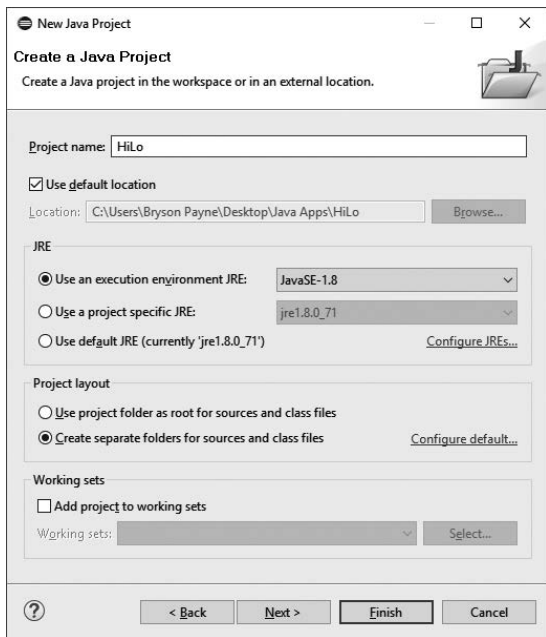 New Java Project
Create a Java Project
Create a Java project in the workspace or in an external location.
Project name: HiLo
Use default location
Location: C:\Users\Bryson Payne\Desktop\Java Apps\HiLo Browse...
JRE
Use an execution environment JRE: JavaSE-1.8
Use a project specific JRE: jre1.8.0_71
Use default JRE (currently 'jre1.8.0_71') Configure JREs...
Project layout
Use project folder as root for sources and class files
Create separate folders for sources and class files Configure default...
Working sets
Add project to working sets
Working sets: Select...
? < Back Next > Finish Cancel